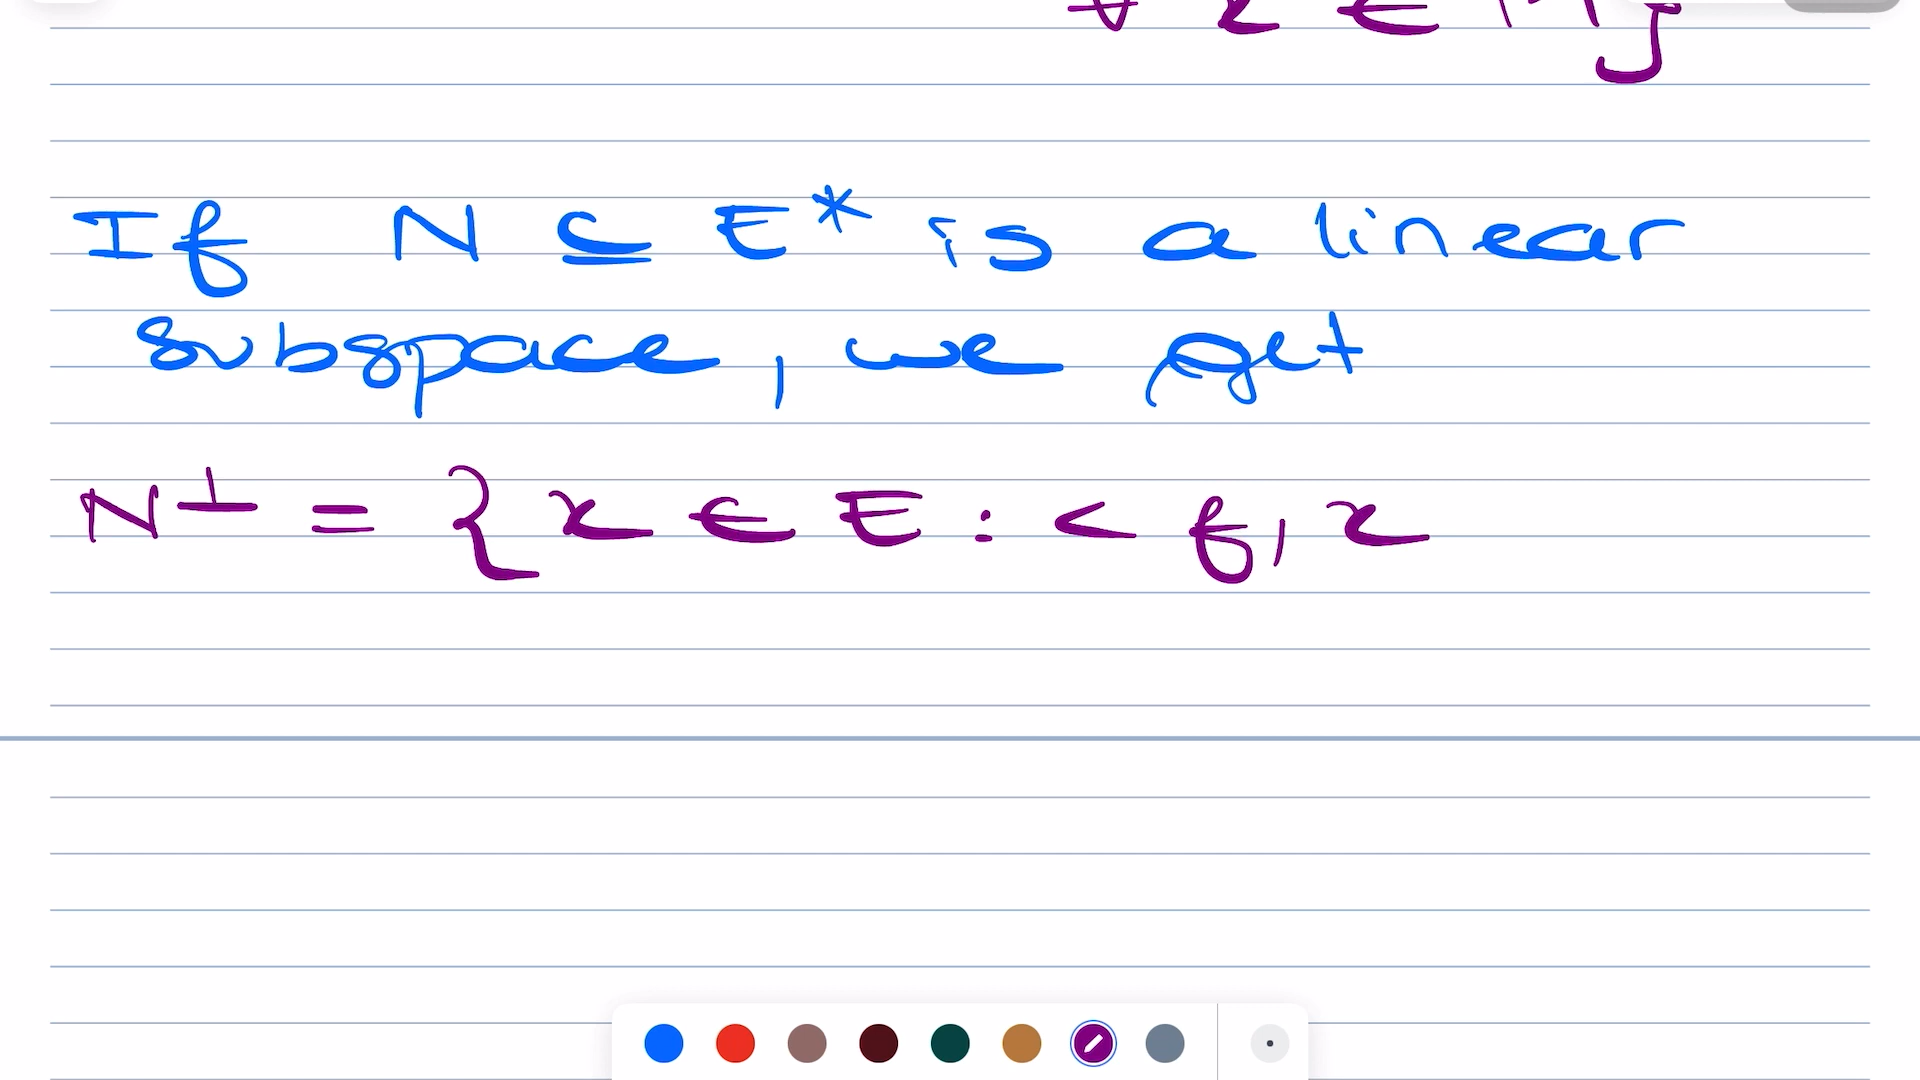 ∀ x ∈ M}
If N ⊆ E* is a linear
subspace, we get
N⊥ = {x ∈ E : < f, x